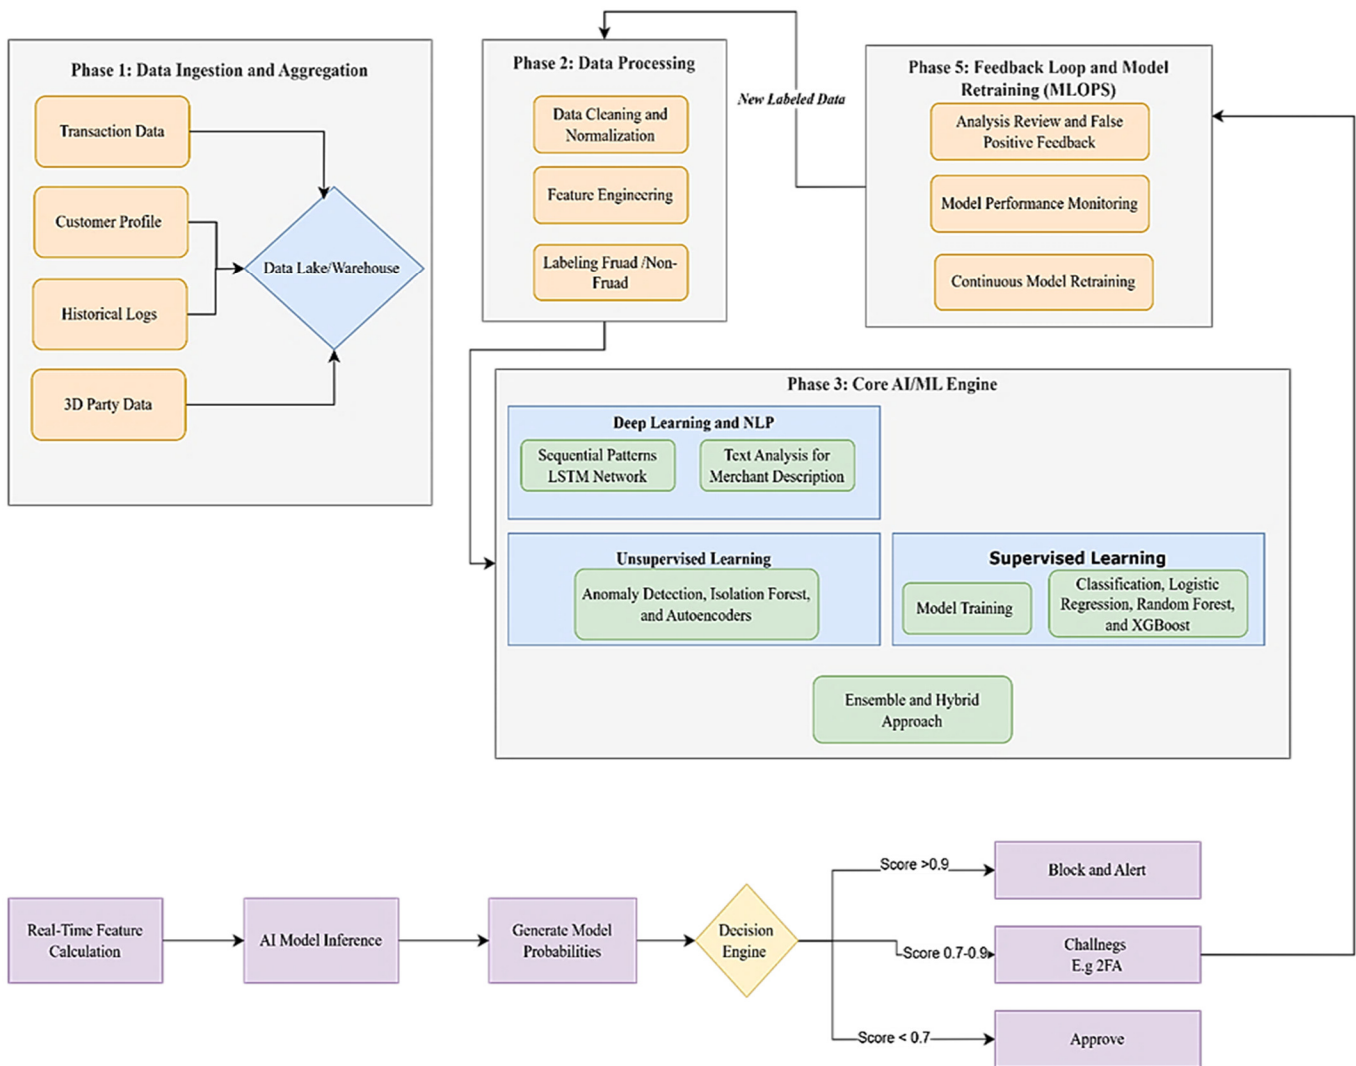 Phase 1: Data Ingestion and Aggregation
Transaction Data
Customer Profile
Historical Logs
3D Party Data
Data Lake/Warehouse
Phase 2: Data Processing
Data Cleaning and
Normalization
Feature Engineering
Labeling Fruad /Non-
Fruad
New Labeled Data
Phase 5: Feedback Loop and Model
Retraining (MLOPS)
Analysis Review and False
Positive Feedback
Model Performance Monitoring
Continuous Model Retraining
Phase 3: Core AI/ML Engine
Deep Learning and NLP
Sequential Patterns
LSTM Network
Text Analysis for
Merchant Description
Unsupervised Learning
Anomaly Detection, Isolation Forest,
and Autoencoders
Supervised Learning
Model Training
Classification, Logistic
Regression, Random Forest,
and XGBoost
Ensemble and Hybrid
Approach
Real-Time Feature
Calculation
AI Model Inference
Generate Model
Probabilities
Decision
Engine
Score >0.9
Block and Alert
Score 0.7-0.9
Challnegs
E.g 2FA
Score < 0.7
Approve